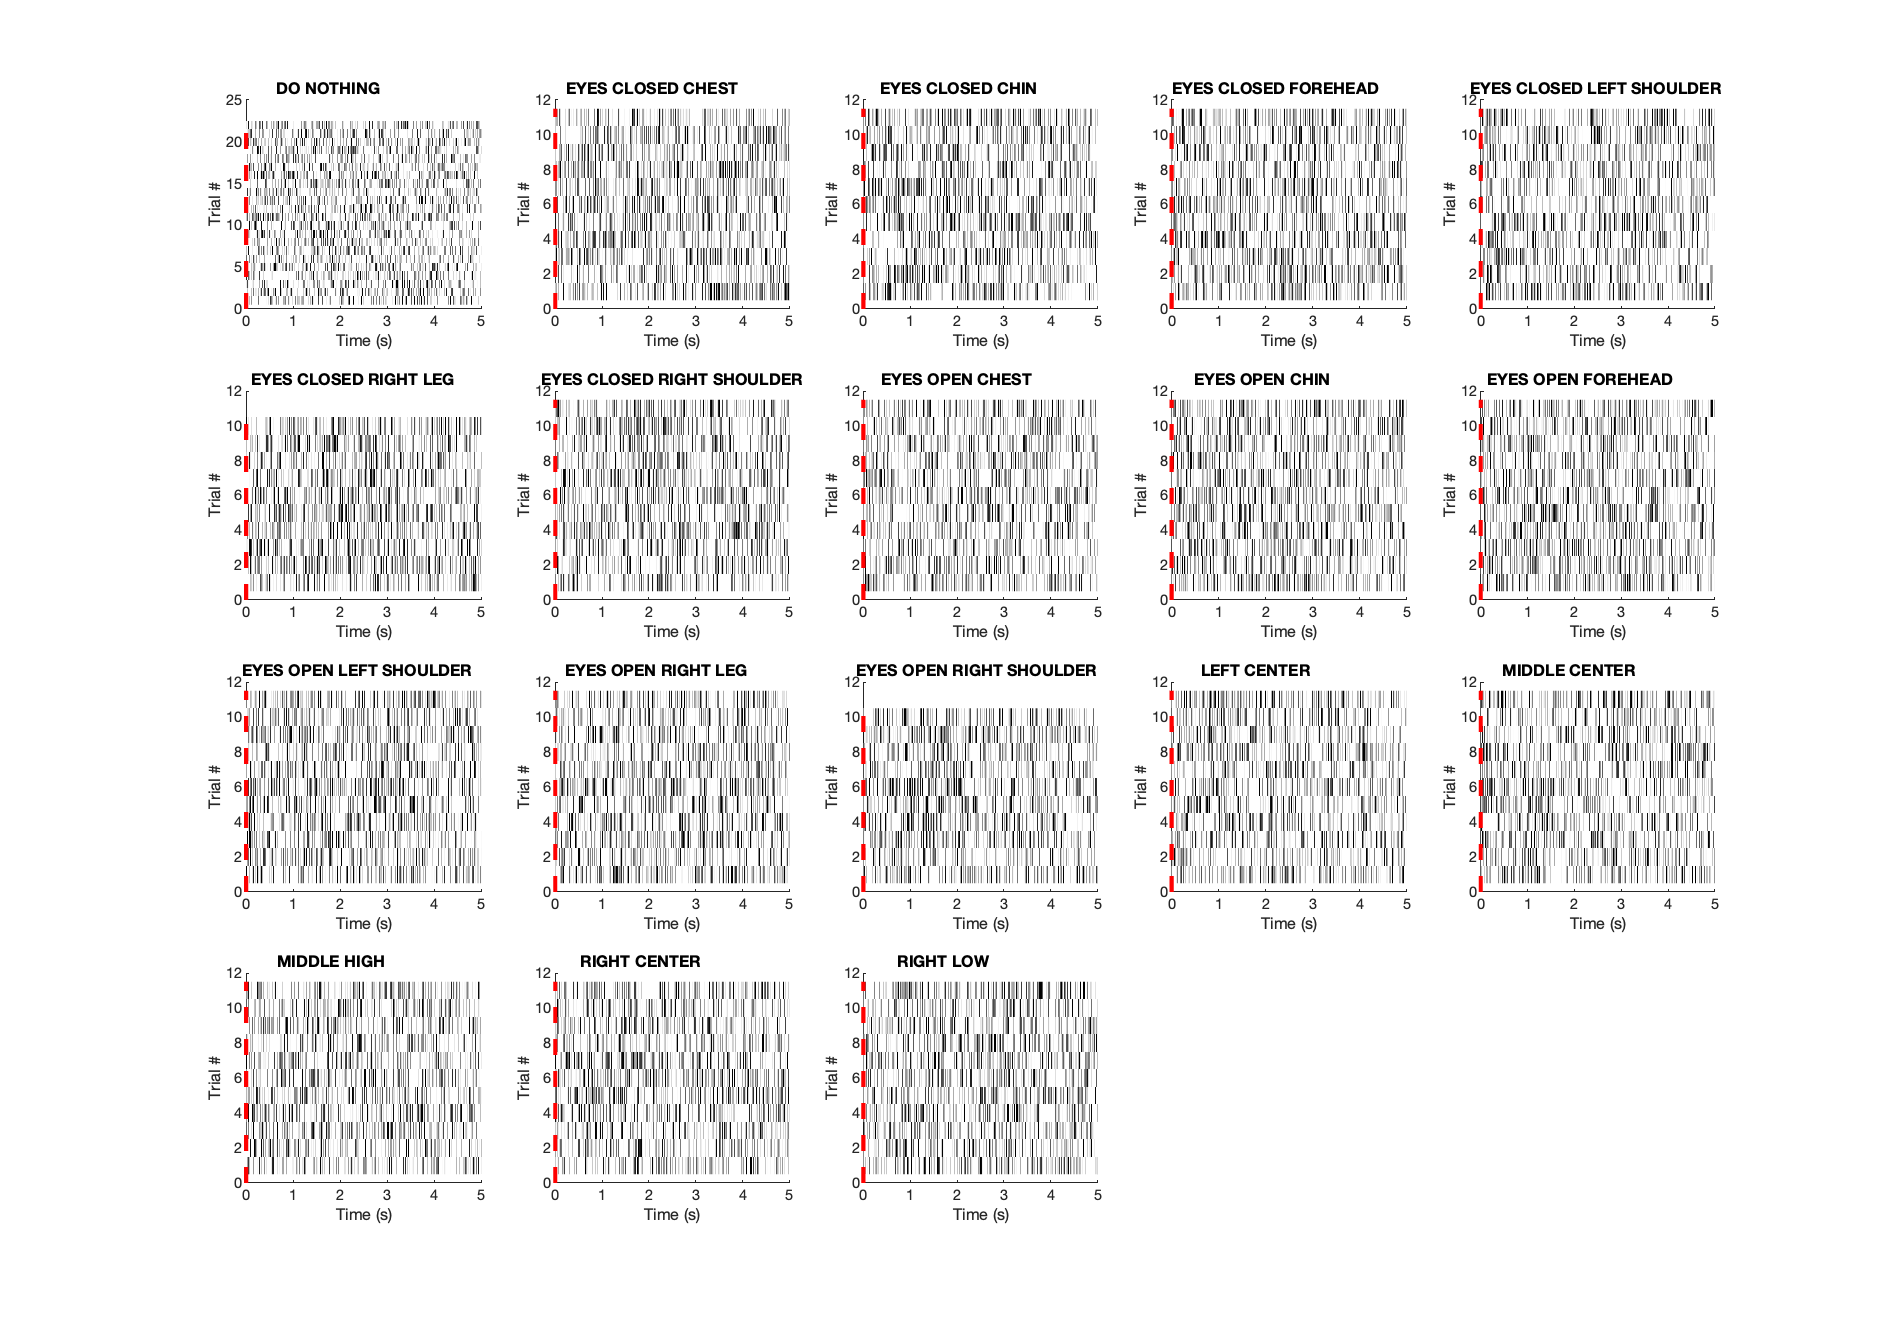 DO NOTHING
25
20
15
10
5
0
Trial #
0 1 2 3 4 5
Time (s)
EYES CLOSED CHEST
12
10
8
6
4
2
0
Trial #
0 1 2 3 4 5
Time (s)
EYES CLOSED CHIN
12
10
8
6
4
2
0
Trial #
0 1 2 3 4 5
Time (s)
EYES CLOSED FOREHEAD
12
10
8
6
4
2
0
Trial #
0 1 2 3 4 5
Time (s)
EYES CLOSED LEFT SHOULDER
12
10
8
6
4
2
0
Trial #
0 1 2 3 4 5
Time (s)
EYES CLOSED RIGHT LEG
12
10
8
6
4
2
0
Trial #
0 1 2 3 4 5
Time (s)
EYES CLOSED RIGHT SHOULDER
12
10
8
6
4
2
0
Trial #
0 1 2 3 4 5
Time (s)
EYES OPEN CHEST
12
10
8
6
4
2
0
Trial #
0 1 2 3 4 5
Time (s)
EYES OPEN CHIN
12
10
8
6
4
2
0
Trial #
0 1 2 3 4 5
Time (s)
EYES OPEN FOREHEAD
12
10
8
6
4
2
0
Trial #
0 1 2 3 4 5
Time (s)
EYES OPEN LEFT SHOULDER
12
10
8
6
4
2
0
Trial #
0 1 2 3 4 5
Time (s)
EYES OPEN RIGHT LEG
12
10
8
6
4
2
0
Trial #
0 1 2 3 4 5
Time (s)
EYES OPEN RIGHT SHOULDER
12
10
8
6
4
2
0
Trial #
0 1 2 3 4 5
Time (s)
LEFT CENTER
12
10
8
6
4
2
0
Trial #
0 1 2 3 4 5
Time (s)
MIDDLE CENTER
12
10
8
6
4
2
0
Trial #
0 1 2 3 4 5
Time (s)
MIDDLE HIGH
12
10
8
6
4
2
0
Trial #
0 1 2 3 4 5
Time (s)
RIGHT CENTER
12
10
8
6
4
2
0
Trial #
0 1 2 3 4 5
Time (s)
RIGHT LOW
12
10
8
6
4
2
0
Trial #
0 1 2 3 4 5
Time (s)